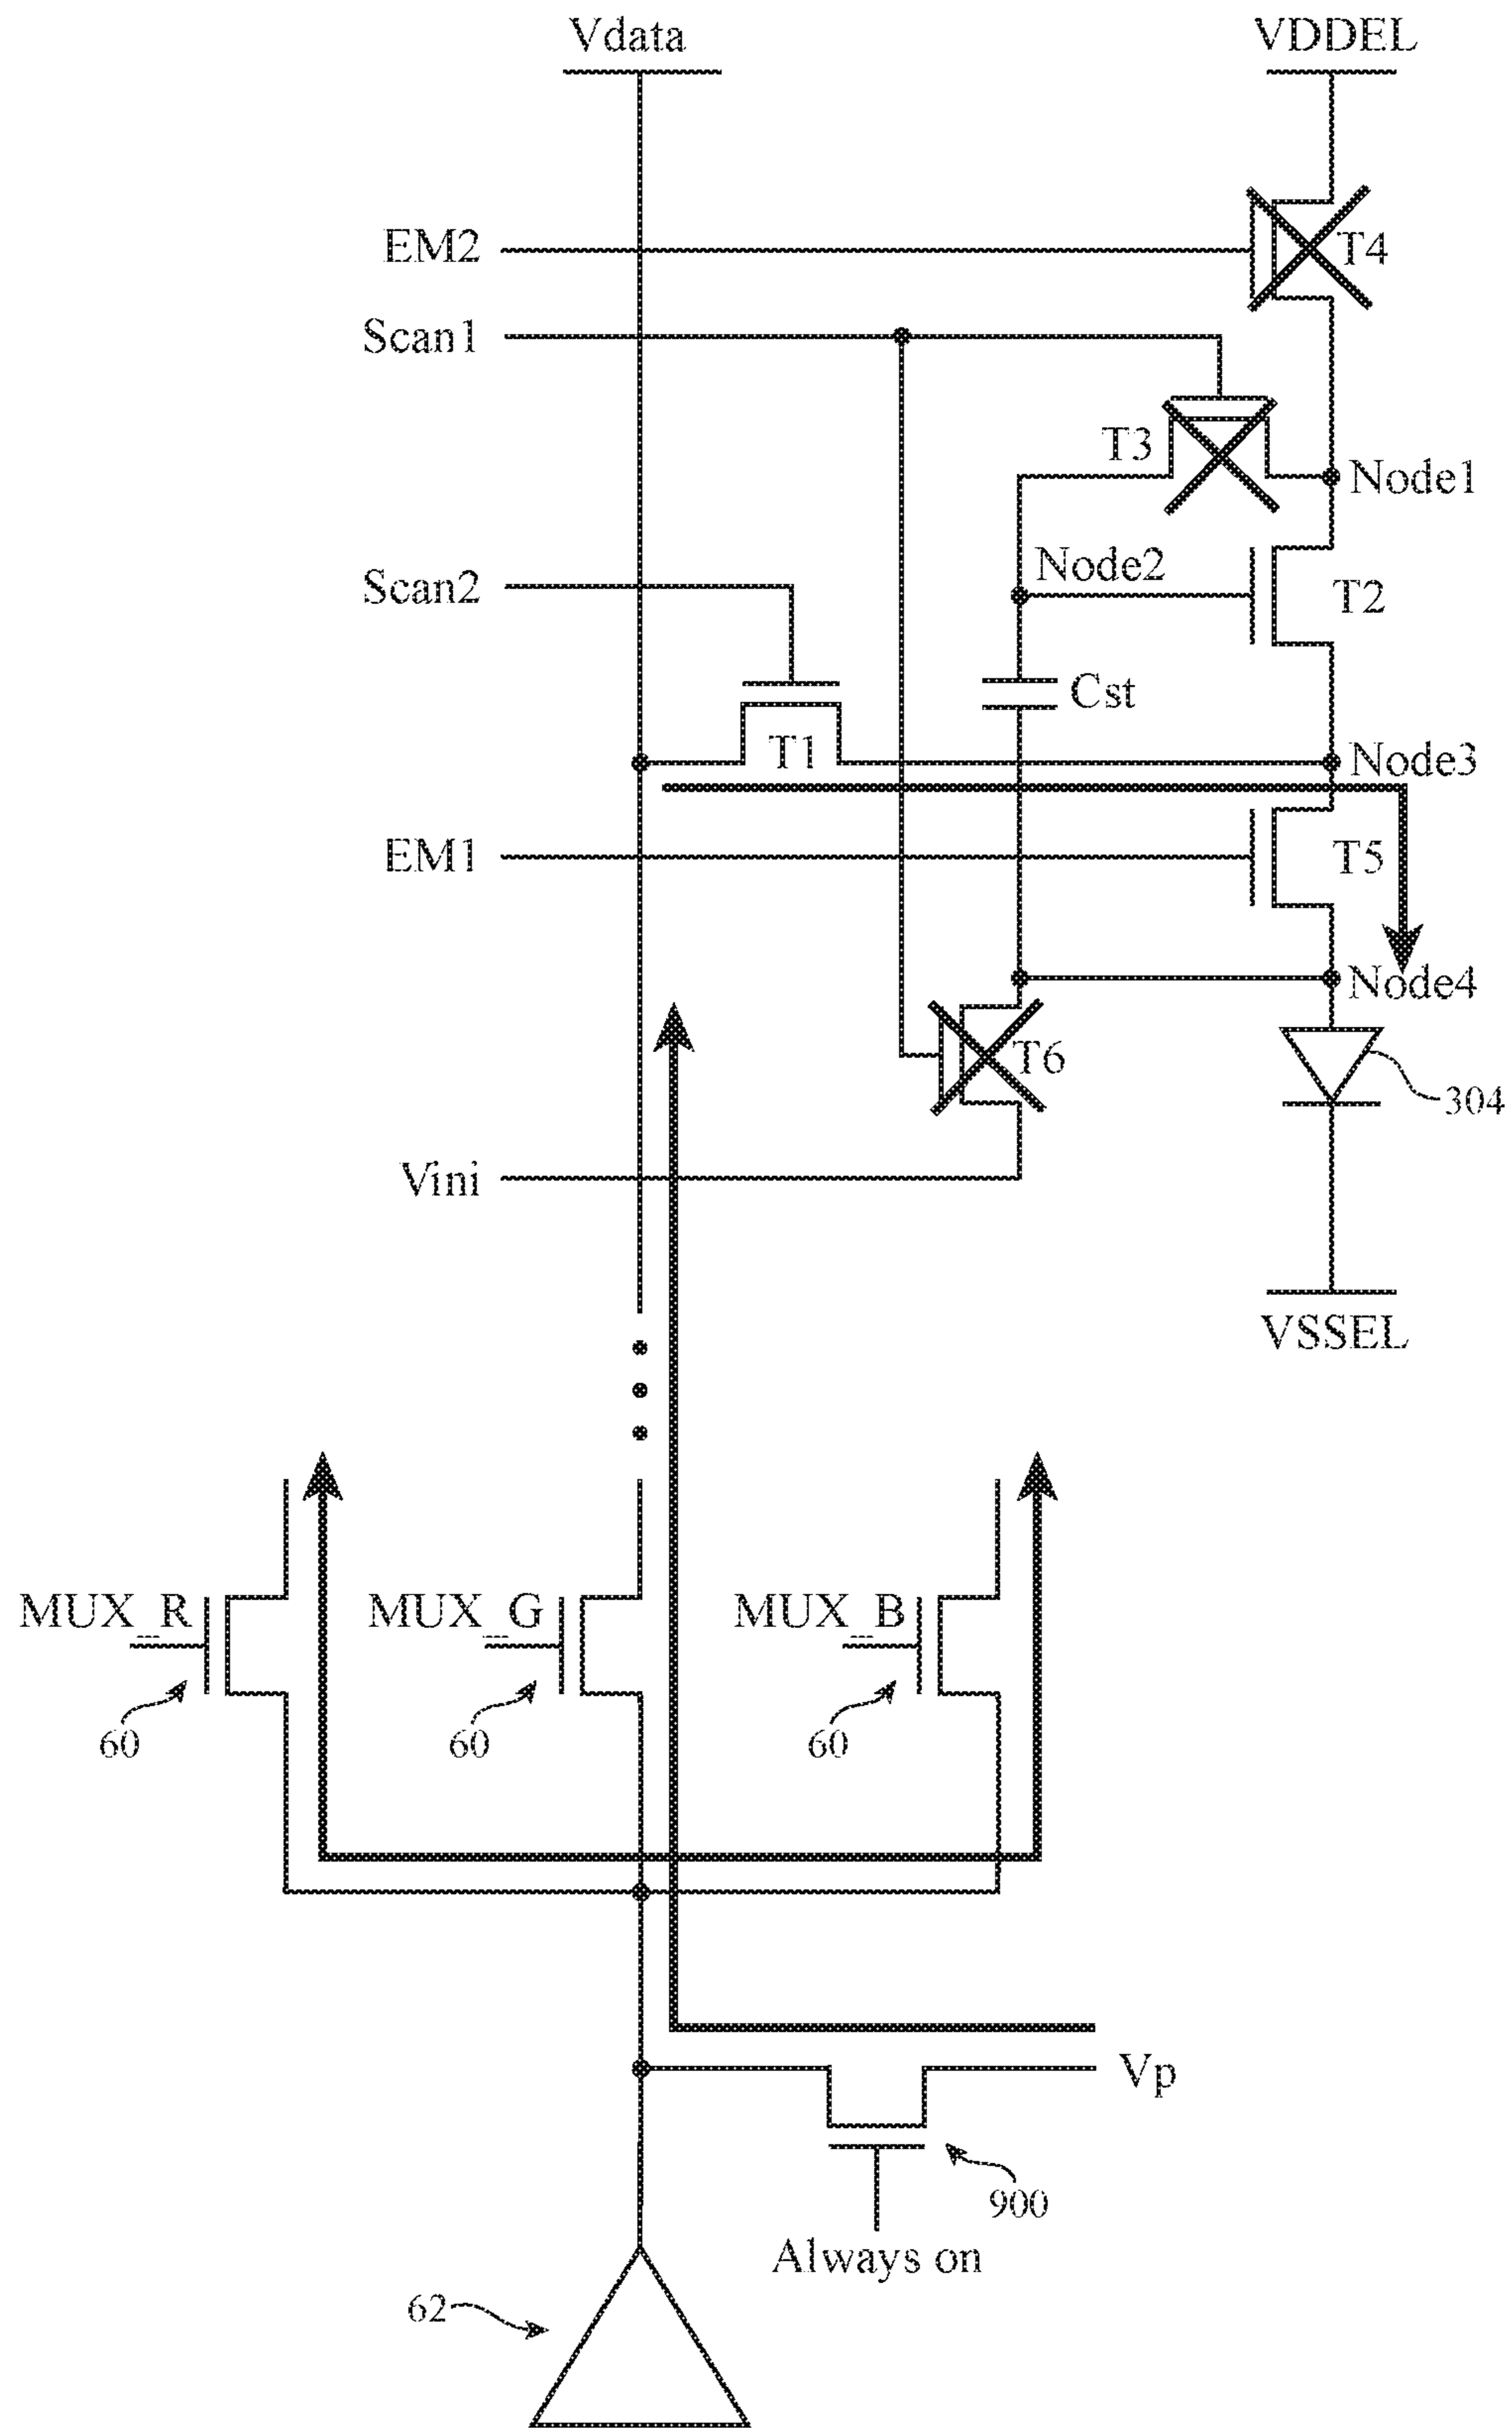 Vdata
VDDEL
EM2
T4
Scan1
T3
Node1
Node2
Scan2
T2
Cst
T1
Node3
EM1
T5
Node4
T6
304
Vini
VSSEL
MUX_R
MUX_G
MUX_B
60
60
60
Vp
900
Always on
62